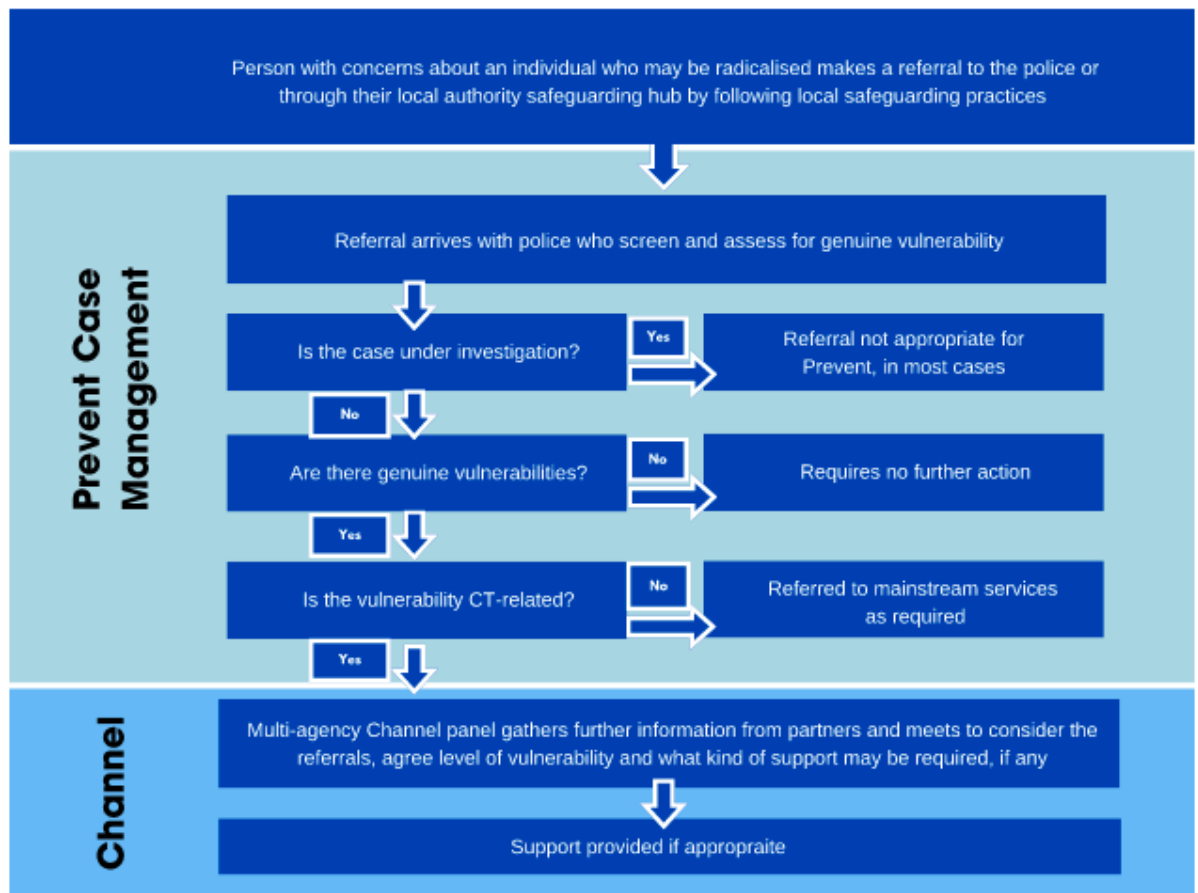 Person with concerns about an individual who may be radicalised makes a referral to the police or
through their local authority safeguarding hub by following local safeguarding practices
Prevent Case
Management
Referral arrives with police who screen and assess for genuine vulnerability
Is the case under investigation?
Yes
Referral not appropriate for
Prevent, in most cases
No
Are there genuine vulnerabilities?
No
Requires no further action
Yes
Is the vulnerability CT-related?
No
Referred to mainstream services
as required
Yes
Channel
Multi-agency Channel panel gathers further information from partners and meets to consider the
referrals, agree level of vulnerability and what kind of support may be required, if any
Support provided if appropraite